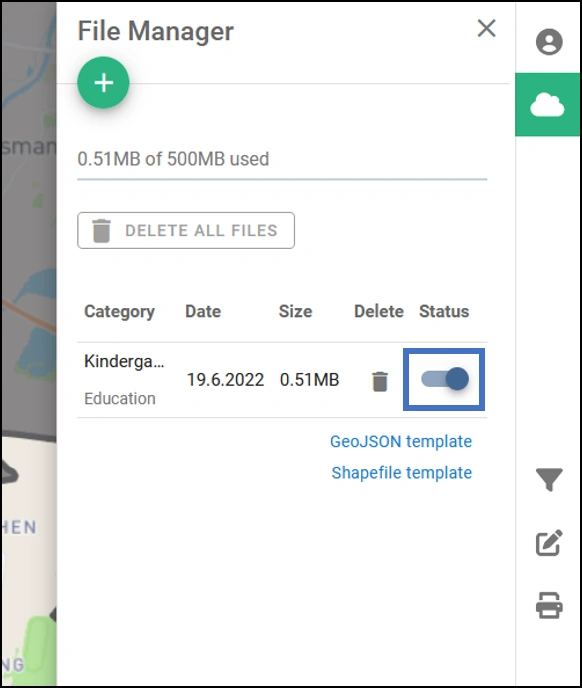 File Manager
sman
0.51MB of 500MB used
DELETE ALL FILES
Category Date Size Delete Status
Kinderga...
19.6.2022 0.51MB
Education
GeoJSON template
Shapefile template
HEN
NG